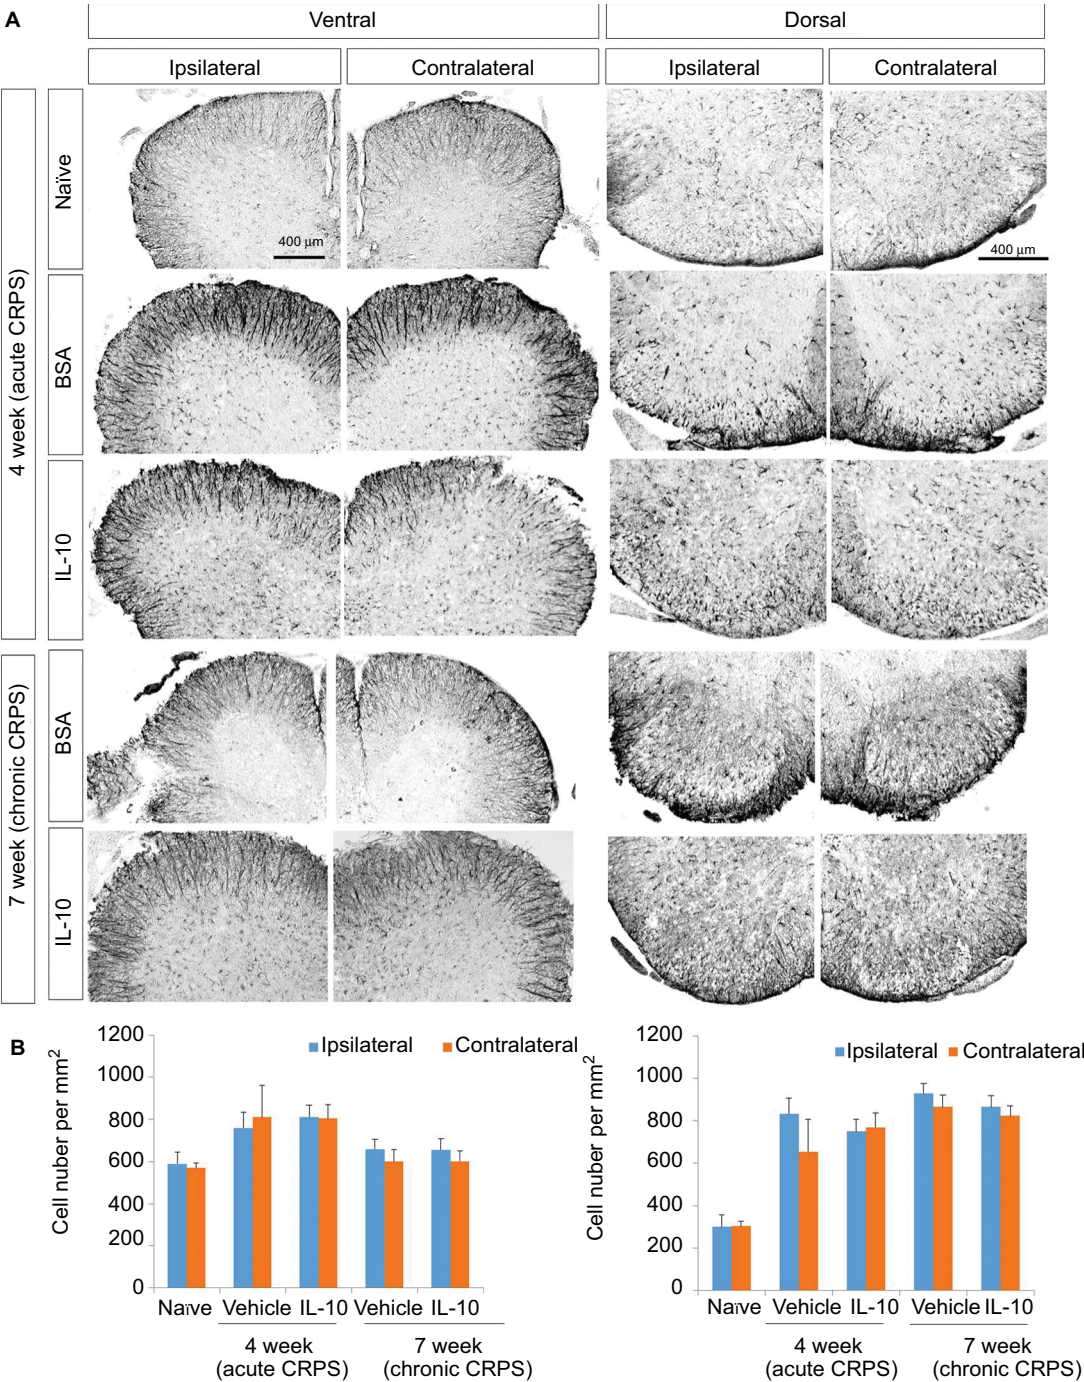 A
Ventral
Dorsal
Ipsilateral
Contralateral
Ipsilateral
Contralateral
4 week (acute CRPS)
Naïve
400 µm
400 µm
BSA
IL-10
7 week (chronic CRPS)
BSA
IL-10
B
Cell nuber per mm2
1200
1000
800
600
400
200
0
Ipsilateral
Contralateral
Naïve
Vehicle
IL-10
Vehicle
IL-10
4 week
(acute CRPS)
7 week
(chronic CRPS)
Cell nuber per mm2
1200
1000
800
600
400
200
0
Ipsilateral
Contralateral
Naïve
Vehicle
IL-10
Vehicle
IL-10
4 week
(acute CRPS)
7 week
(chronic CRPS)